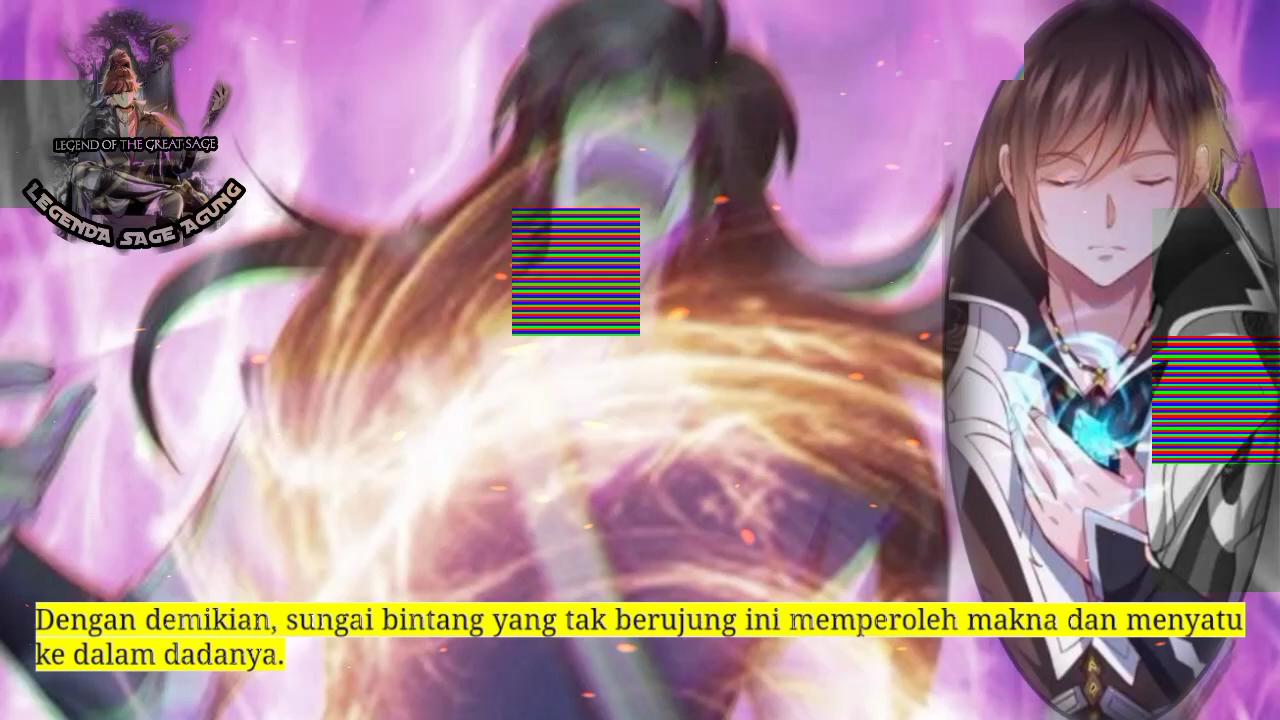 LEGEND OF THE GREAT SAGE
LEGENDA SAGE AGUNG
Dengan demikian, sungai bintang yang tak berujung ini memperoleh makna dan menyatu
ke dalam dadanya.